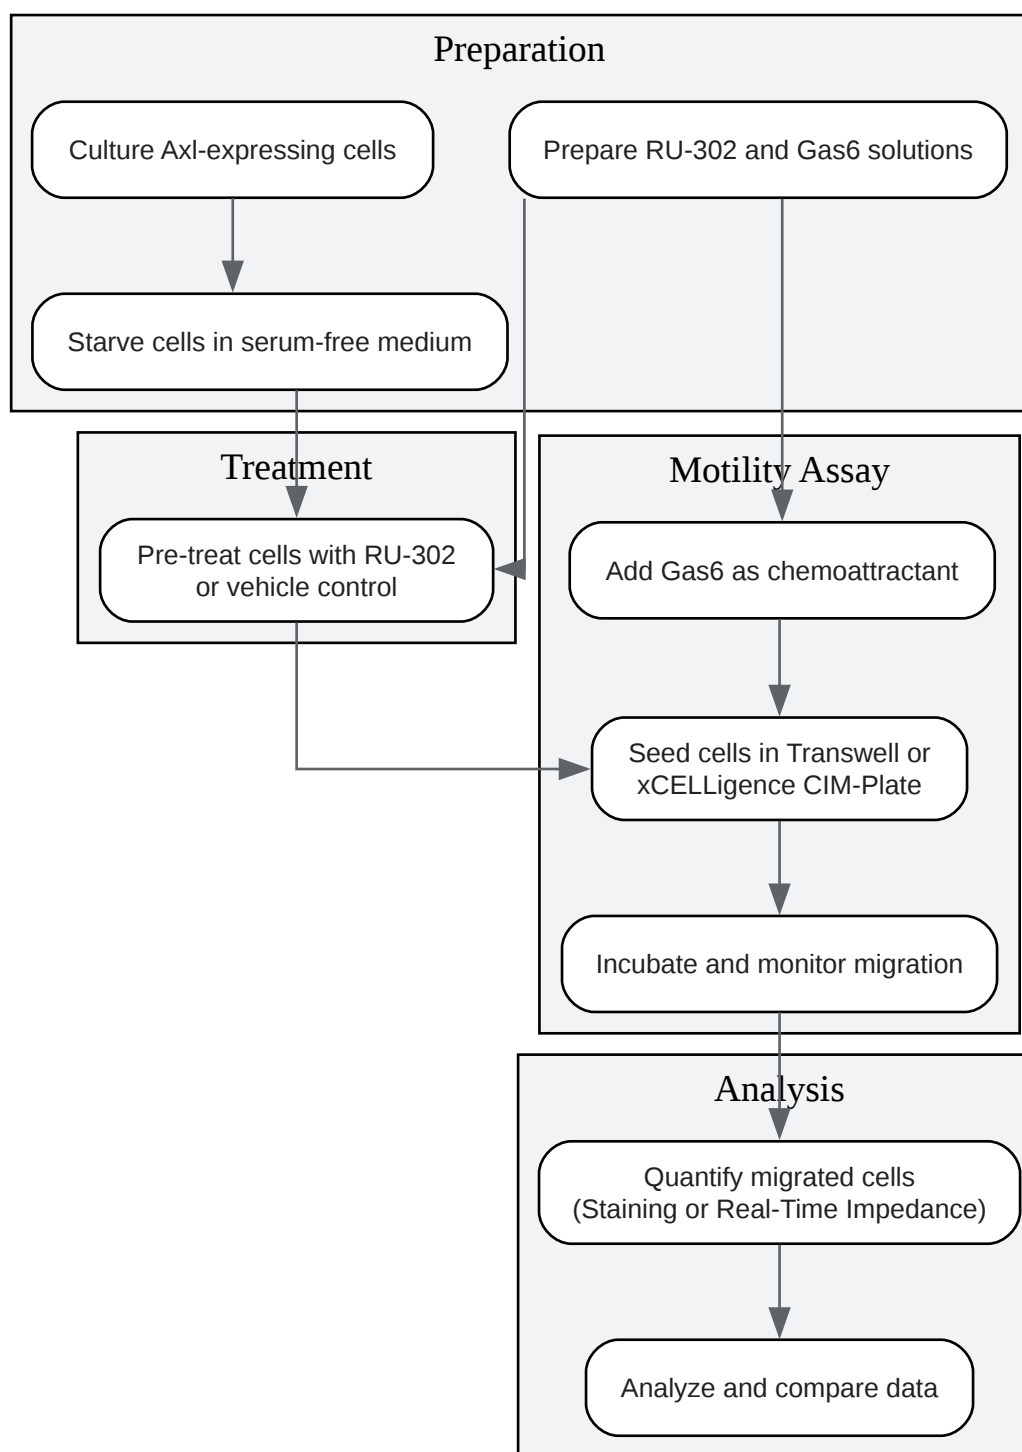 Preparation
Culture Axl-expressing cells
Prepare RU-302 and Gas6 solutions
Starve cells in serum-free medium
Treatment
Pre-treat cells with RU-302
or vehicle control
Motility Assay
Add Gas6 as chemoattractant
Seed cells in Transwell or
xCELLigence CIM-Plate
Incubate and monitor migration
Analysis
Quantify migrated cells
(Staining or Real-Time Impedance)
Analyze and compare data